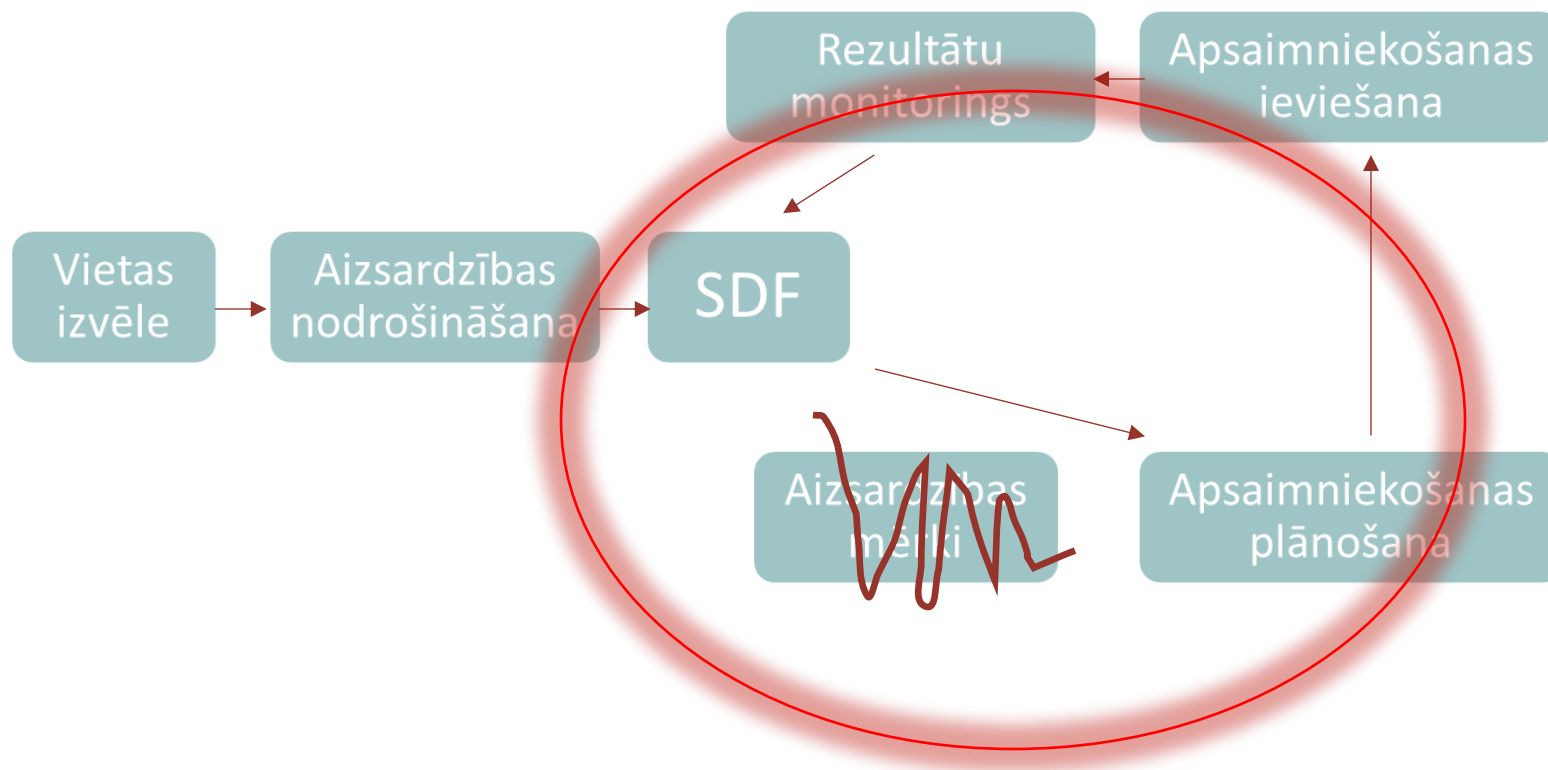 Rezultātu
monitorings
Apsaimniekošanas
ieviešana
Vietas
izvēle
Aizsardzības
nodrošināšana
SDF
Aizsardzības
mērķi
Apsaimniekošanas
plānošana